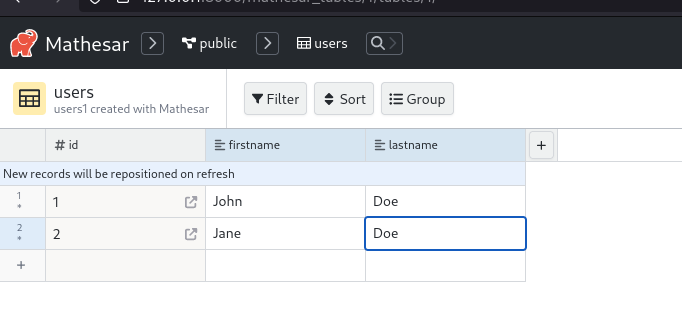 Mathesar > public > users
users
users1 created with Mathesar
Filter Sort Group
# id firstname lastname +
New records will be repositioned on refresh
1 * 1 John Doe
2 * 2 Jane Doe
+